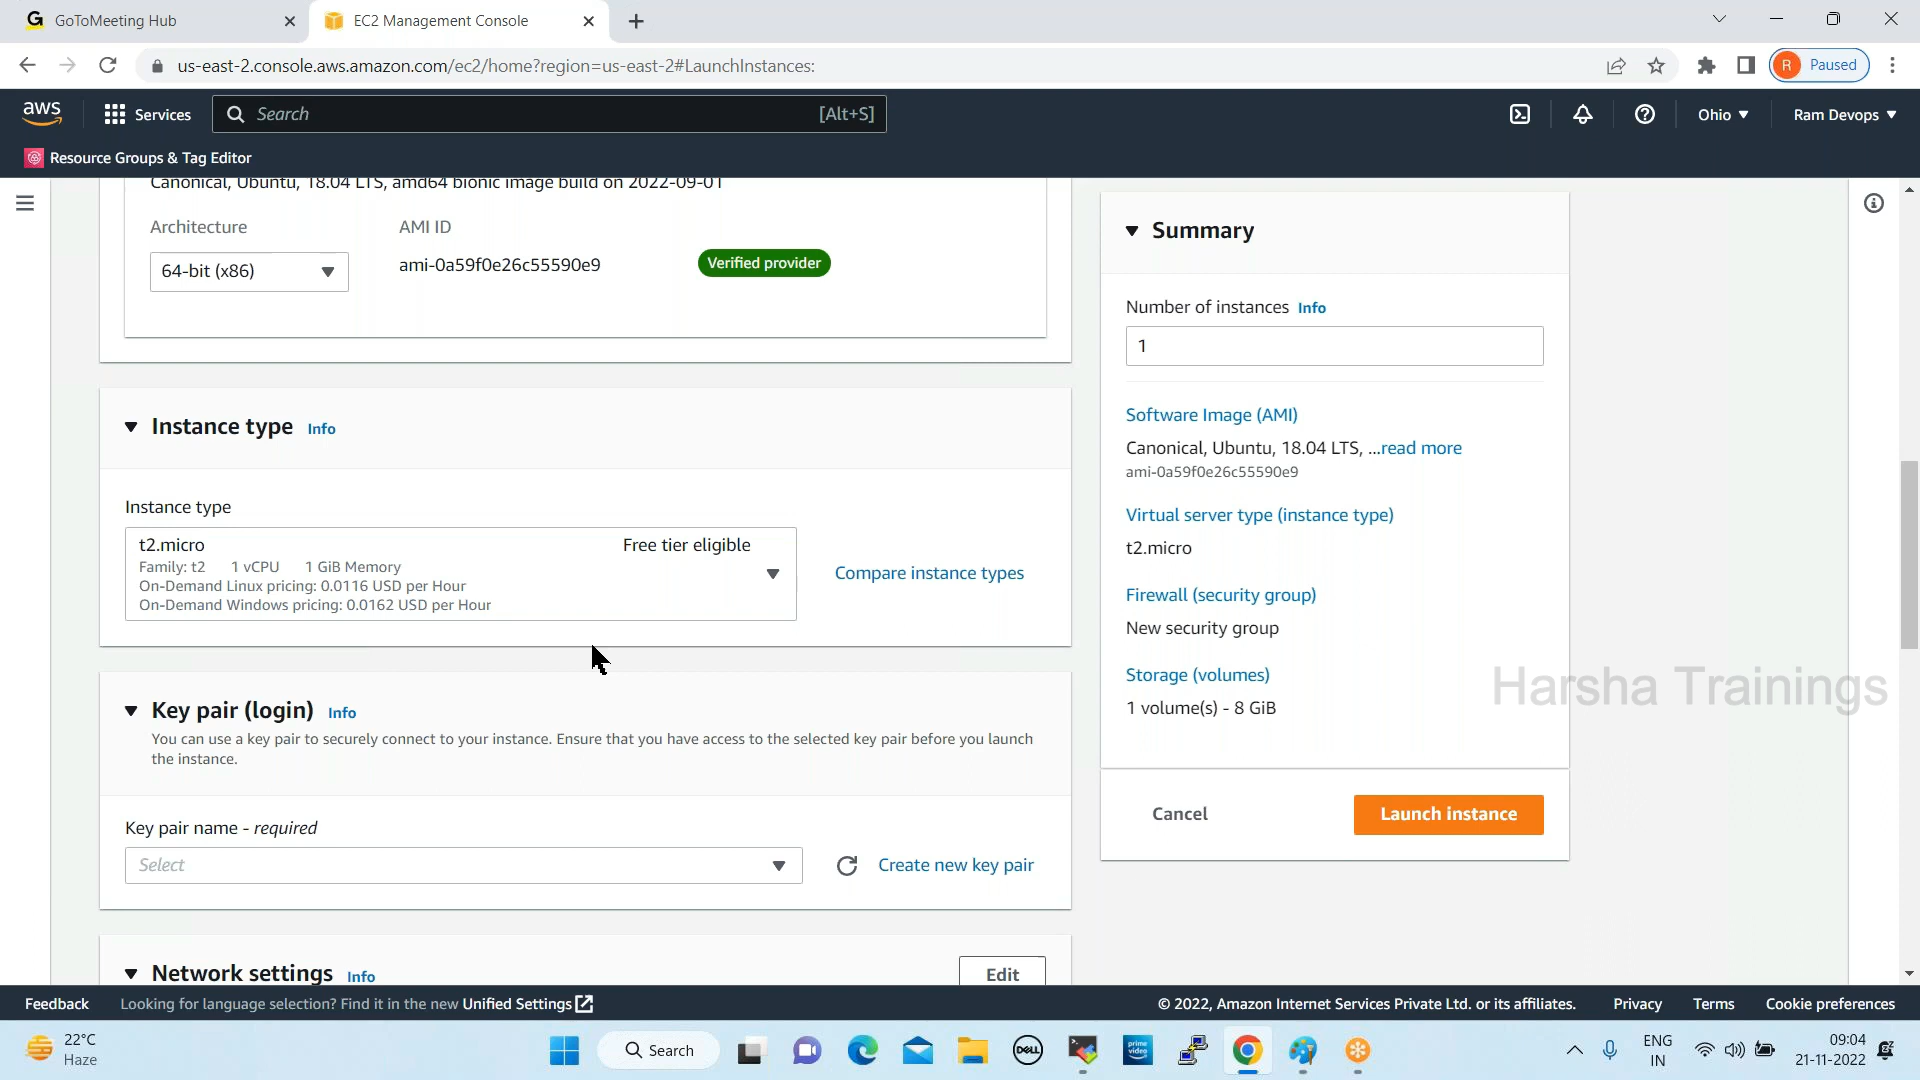 GoToMeeting Hub
EC2 Management Console
us-east-2.console.aws.amazon.com/ec2/home?region=us-east-2#LaunchInstances:
R Paused
aws
Services
Search
[Alt+S]
Ohio
Ram Devops
Resource Groups & Tag Editor
Canonical, Ubuntu, 18.04 LTS, amd64 bionic image build on 2022-09-01
Architecture
AMI ID
64-bit (x86)
ami-0a59f0e26c55590e9
Verified provider
Instance type Info
Instance type
t2.micro
Free tier eligible
Family: t2 1 vCPU 1 GiB Memory
On-Demand Linux pricing: 0.0116 USD per Hour
On-Demand Windows pricing: 0.0162 USD per Hour
Compare instance types
Key pair (login) Info
You can use a key pair to securely connect to your instance. Ensure that you have access to the selected key pair before you launch
the instance.
Key pair name - required
Select
Create new key pair
Network settings Info
Edit
Summary
Number of instances Info
1
Software Image (AMI)
Canonical, Ubuntu, 18.04 LTS, ...read more
ami-0a59f0e26c55590e9
Virtual server type (instance type)
t2.micro
Firewall (security group)
New security group
Storage (volumes)
1 volume(s) - 8 GiB
Cancel
Launch instance
Harsha Trainings
Feedback
Looking for language selection? Find it in the new Unified Settings
© 2022, Amazon Internet Services Private Ltd. or its affiliates.
Privacy
Terms
Cookie preferences
22°C
Haze
Search
DELL
prime
video
ENG
IN
09:04
21-11-2022